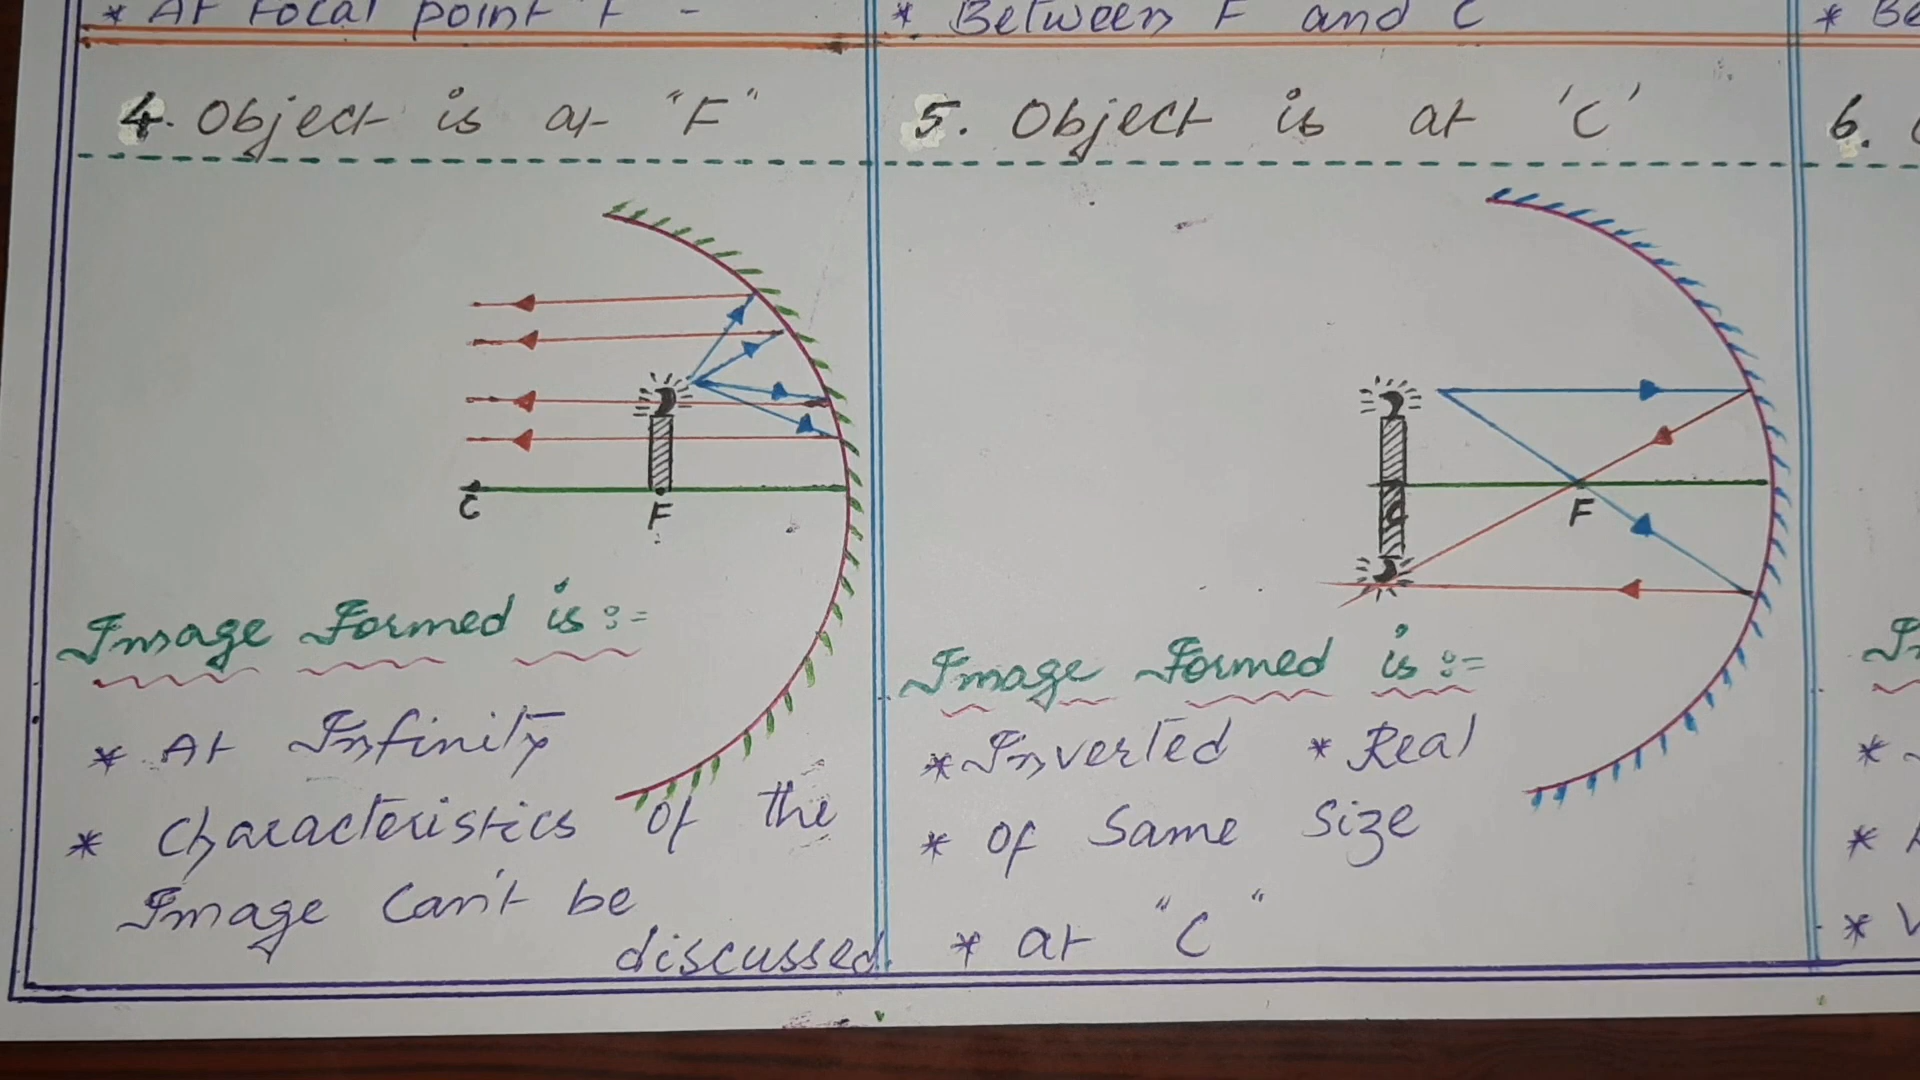 * At Focal point F -
* Between F and C
* Be
4. Object is at "F"
C
F
Image Formed is :-
* At Infinity
* Characteristics of the
Image Can't be
discussed
5. Object is at 'C'
C
F
Image Formed is :-
* Inverted * Real
* Of Same Size
* at "C"
6.
*
*
* V